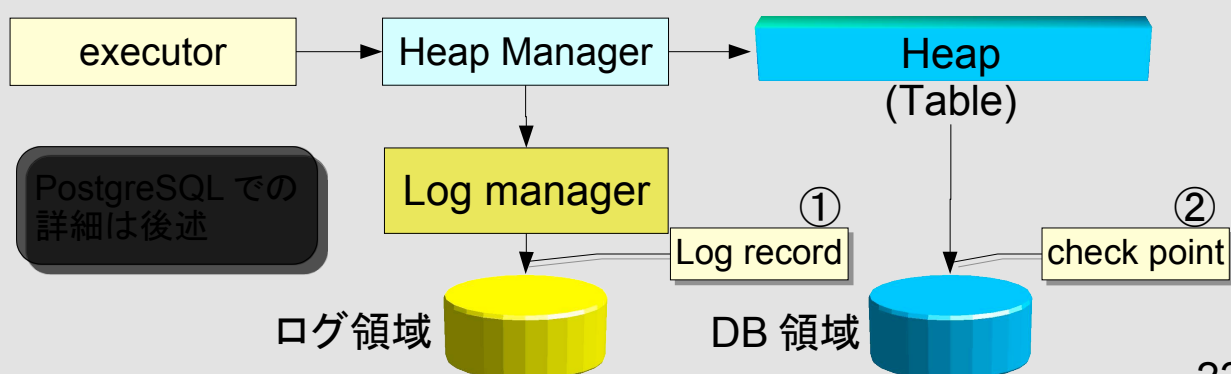 executor
Heap Manager
Heap
(Table)
PostgreSQL での
詳細は後述
Log manager
①
②
Log record
check point
ログ領域
DB 領域